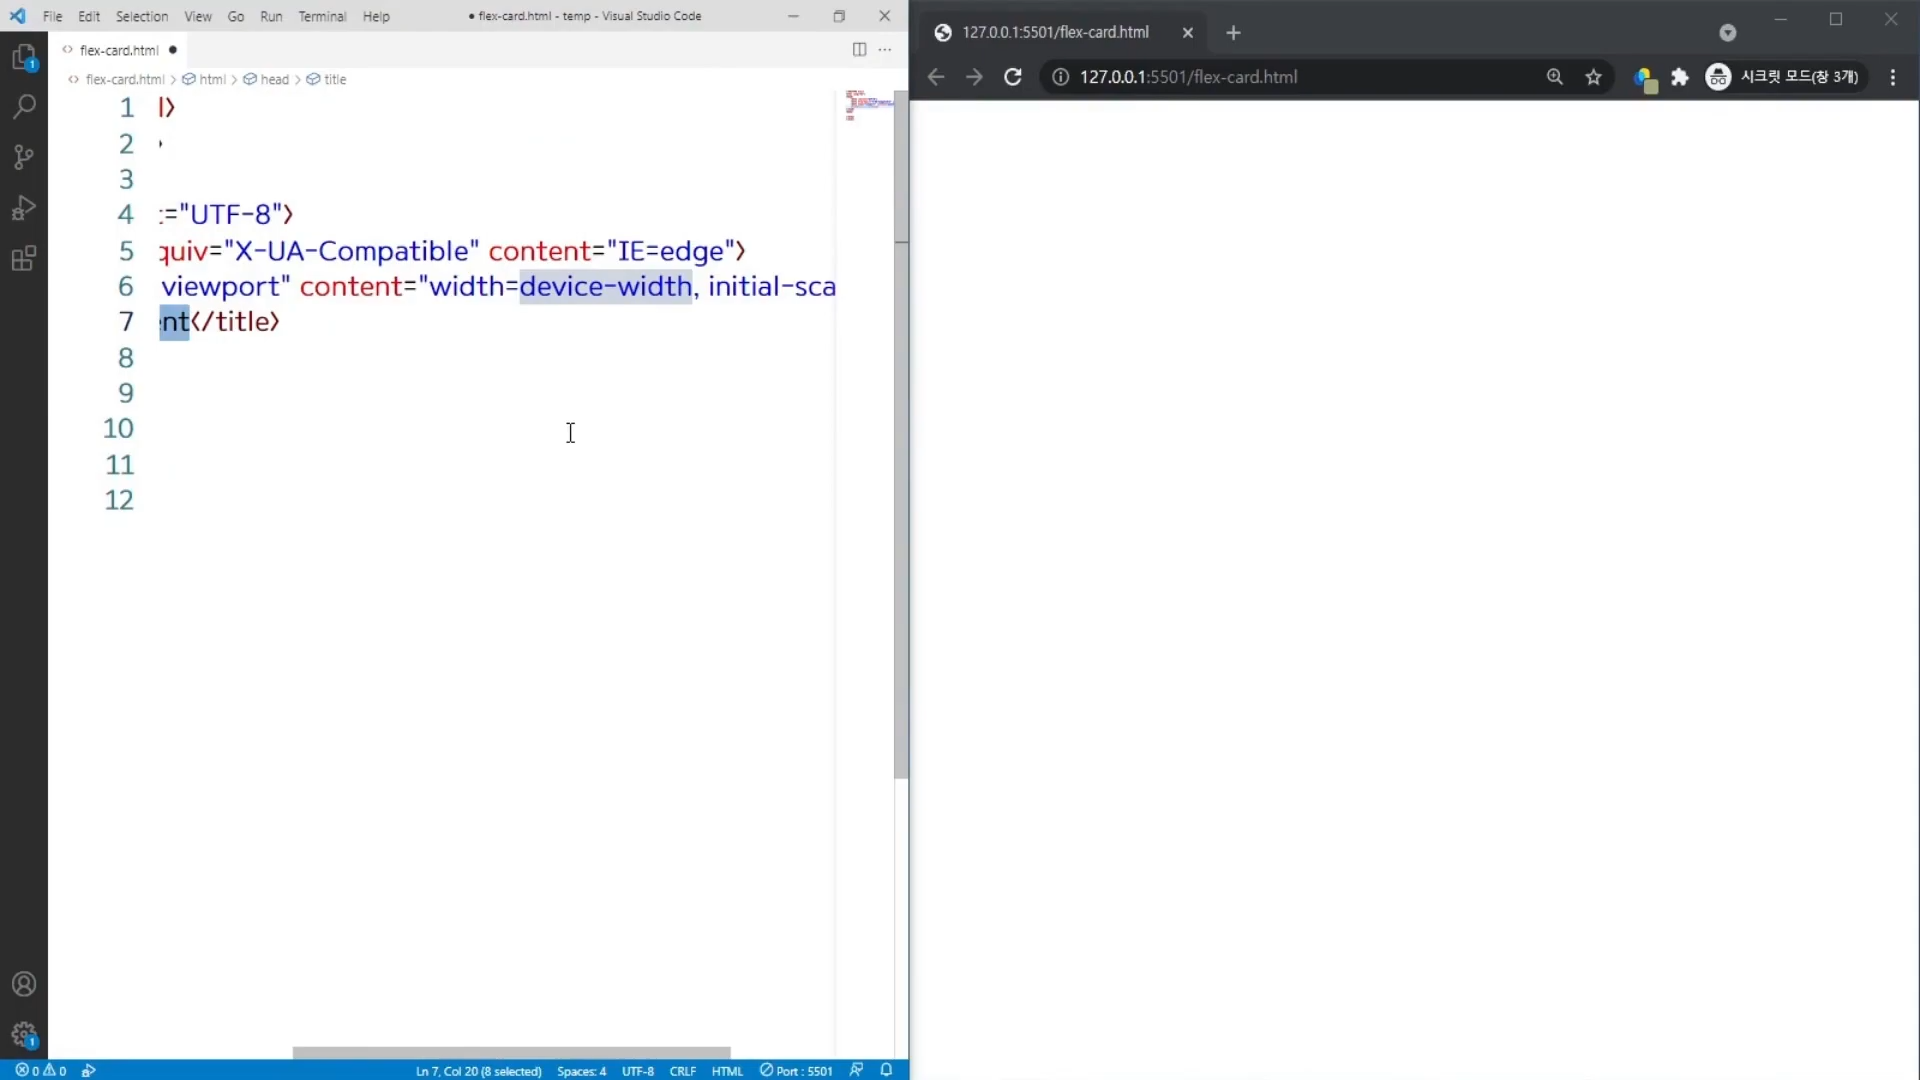 File Edit Selection View Go Run Terminal Help
● flex-card.html - temp - Visual Studio Code
flex-card.html ●
flex-card.html > html > head > title
1 l>
2 >
3
4 ="UTF-8">
5 quiv="X-UA-Compatible" content="IE=edge">
6 viewport" content="width=device-width, initial-sca
7 nt</title>
8
9
10
11
12
1
1
0 0
Ln 7, Col 20 (8 selected) Spaces: 4 UTF-8 CRLF HTML Port : 5501
127.0.0.1:5501/flex-card.html
127.0.0.1:5501/flex-card.html
시크릿 모드(창 3개)